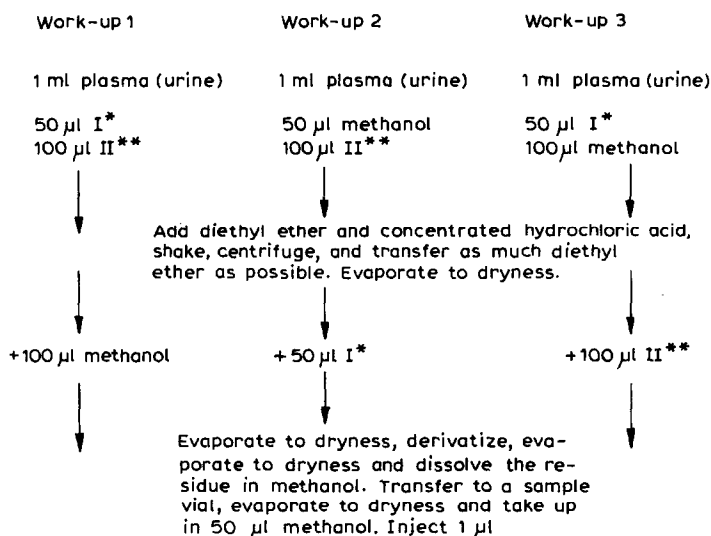 Work-up 1 Work-up 2 Work-up 3
1 ml plasma (urine) 1 ml plasma (urine) 1 ml plasma (urine)
50 µl I* 50 µl methanol 50 µl I*
100 µl II** 100 µl II** 100 µl methanol
Add diethyl ether and concentrated hydrochloric acid,
shake, centrifuge, and transfer as much diethyl
ether as possible. Evaporate to dryness.
+100 µl methanol + 50 µl I* +100 µl II**
Evaporate to dryness, derivatize, eva-
porate to dryness and dissolve the re-
sidue in methanol. Transfer to a sample
vial, evaporate to dryness and take up
in 50 µl methanol. Inject 1 µl